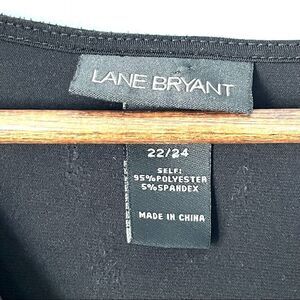 LANE BRYANT
22/24
SELF:
95%POLYESTER
5%SPANDEX
MADE IN CHINA